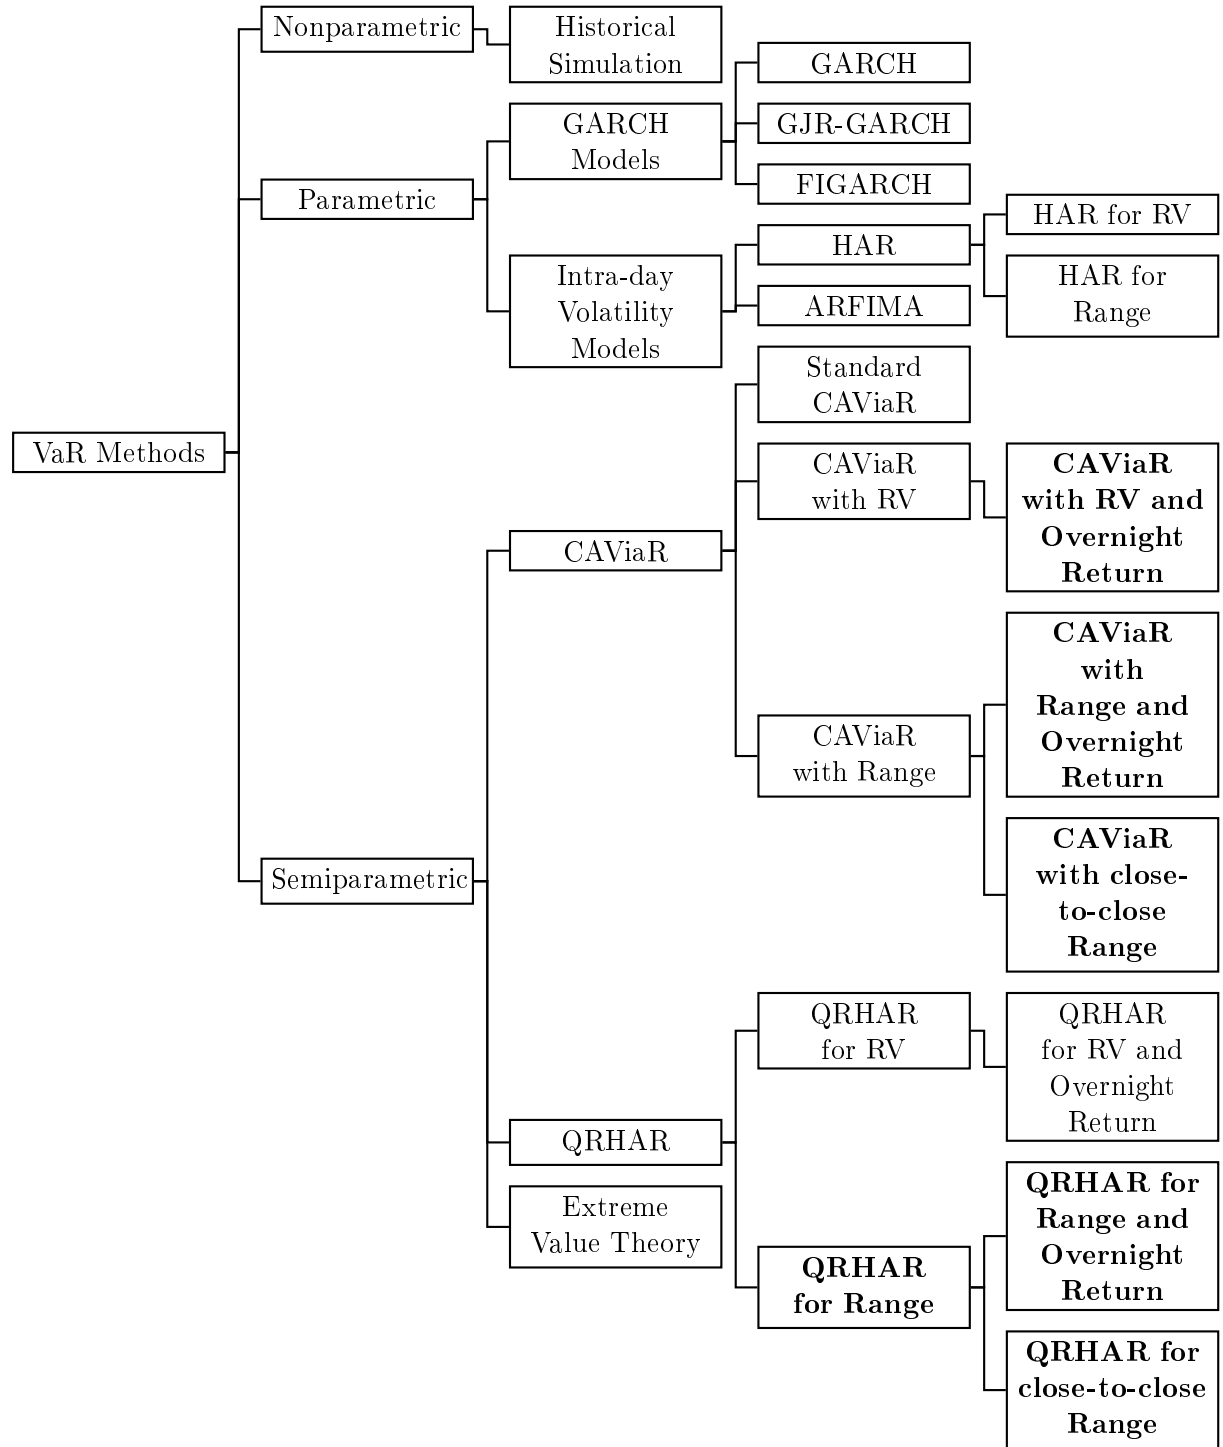 Nonparametric
Historical
Simulation
GARCH
GARCH
Models
GJR-GARCH
FIGARCH
Parametric
HAR for RV
HAR
Intra-day
Volatility
Models
HAR for
Range
ARFIMA
Standard
CAViaR
VaR Methods
CAViaR
with RV
CAViaR
with RV and
Overnight
Return
CAViaR
CAViaR
with
Range and
Overnight
Return
CAViaR
with Range
CAViaR
with close-
to-close
Range
Semiparametric
QRHAR
for RV
QRHAR
for RV and
Overnight
Return
QRHAR
Extreme
Value Theory
QRHAR for
Range and
Overnight
Return
QRHAR
for Range
QRHAR for
close-to-close
Range